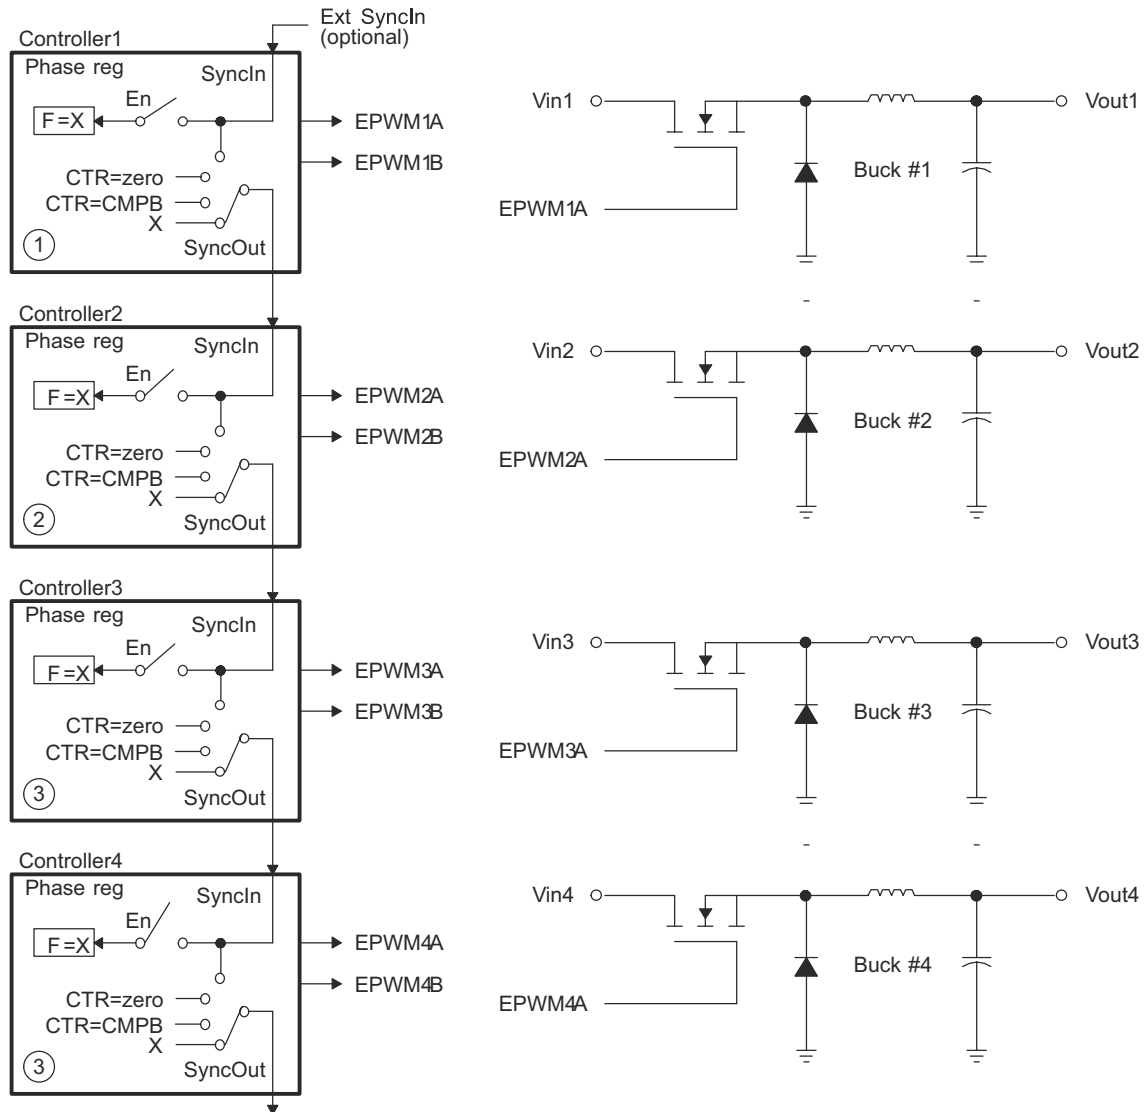 Ext SyncIn
(optional)
Controller1
Phase reg
SyncIn
En
F=X
EPWM1A
EPWM1B
CTR=zero
CTR=CMPB
X
1
SyncOut
Vin1
Vout1
Buck #1
EPWM1A
Controller2
Phase reg
SyncIn
En
F=X
EPWM2A
EPWM2B
CTR=zero
CTR=CMPB
X
2
SyncOut
Vin2
Vout2
Buck #2
EPWM2A
Controller3
Phase reg
SyncIn
En
F=X
EPWM3A
EPWM3B
CTR=zero
CTR=CMPB
X
3
SyncOut
Vin3
Vout3
Buck #3
EPWM3A
Controller4
Phase reg
SyncIn
En
F=X
EPWM4A
EPWM4B
CTR=zero
CTR=CMPB
X
3
SyncOut
Vin4
Vout4
Buck #4
EPWM4A